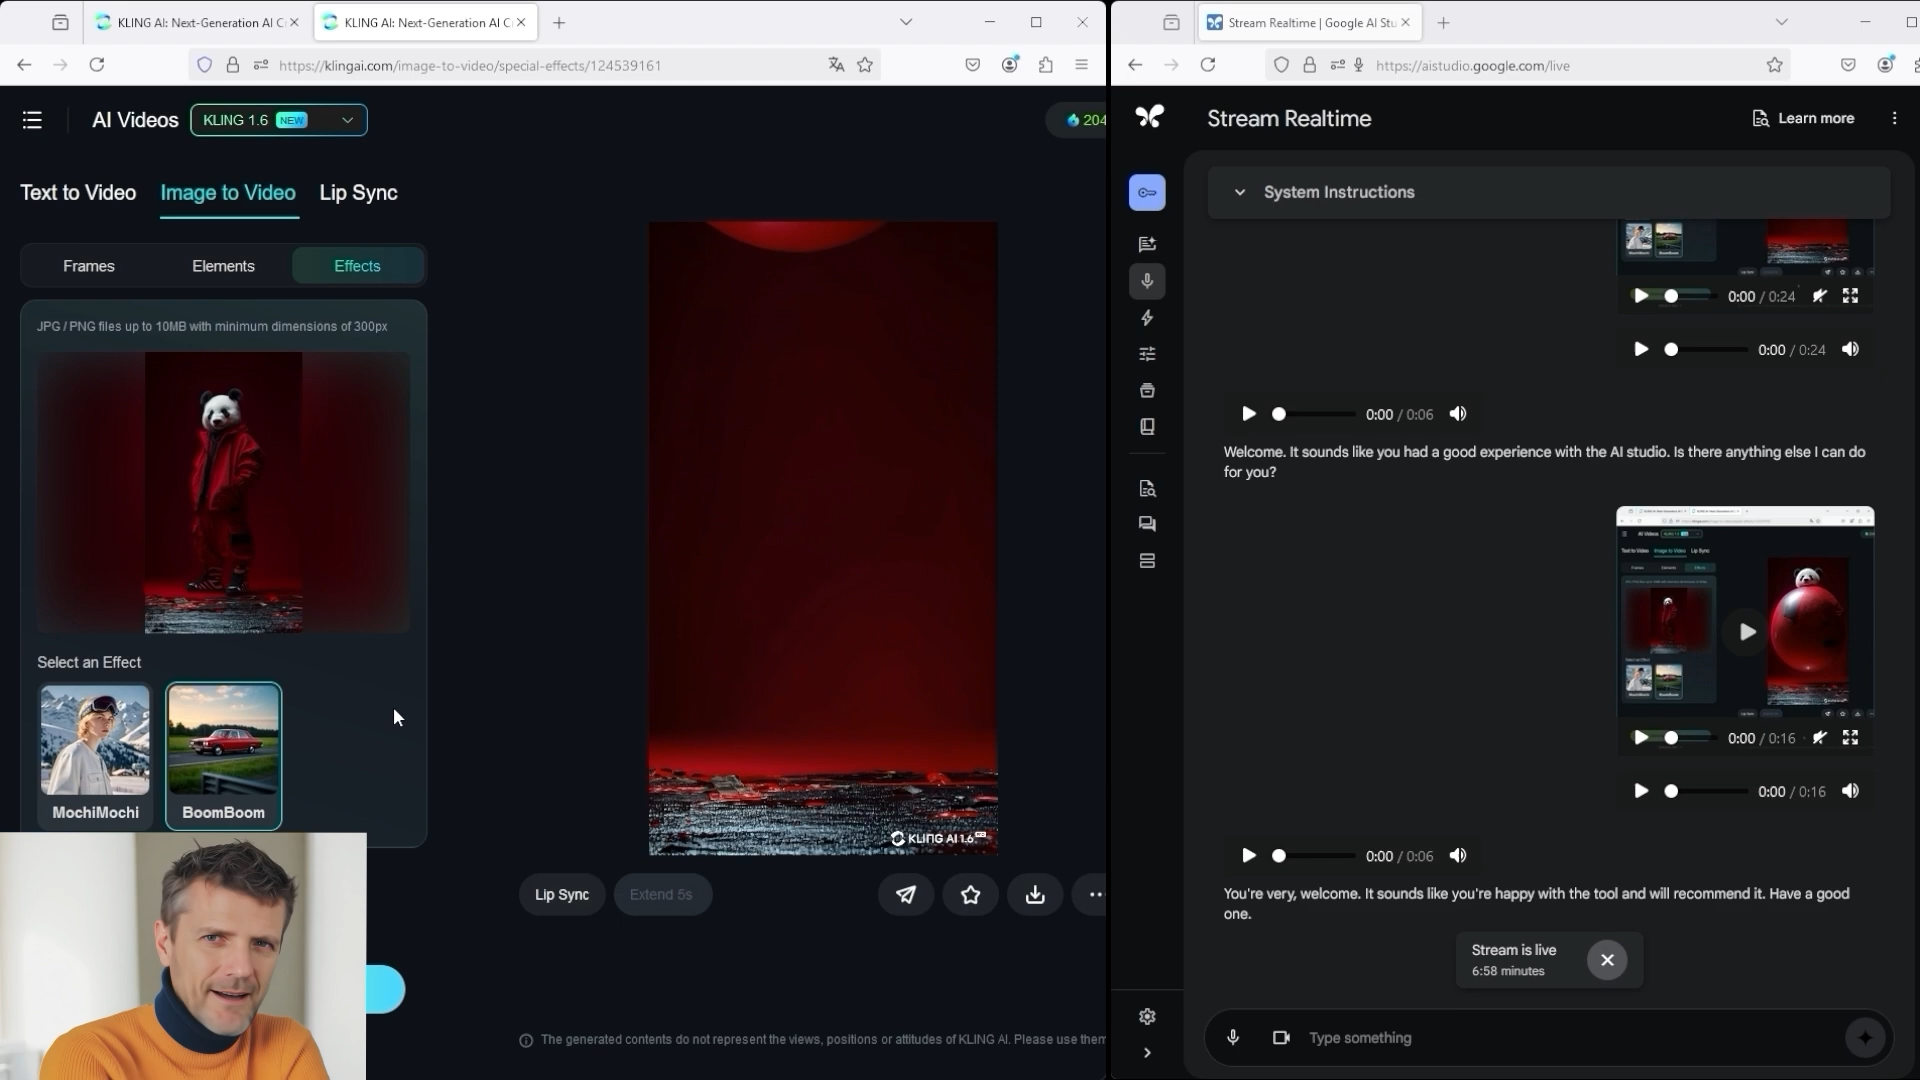 KLING AI: Next-Generation AI C
KLING AI: Next-Generation AI C
https://klingai.com/image-to-video/special-effects/124539161
AI Videos
KLING 1.6 NEW
204
Text to Video
Image to Video
Lip Sync
Frames
Elements
Effects
JPG / PNG files up to 10MB with minimum dimensions of 300px
Select an Effect
MochiMochi
BoomBoom
KLING AI 1.6
Lip Sync
Extend 5s
The generated contents do not represent the views, positions or attitudes of KLING AI. Please use them
Stream Realtime | Google AI Stu
https://aistudio.google.com/live
Stream Realtime
Learn more
System Instructions
0:00 / 0:24
0:00 / 0:24
0:00 / 0:06
Welcome. It sounds like you had a good experience with the AI studio. Is there anything else I can do
for you?
0:00 / 0:16
0:00 / 0:16
0:00 / 0:06
You're very, welcome. It sounds like you're happy with the tool and will recommend it. Have a good
one.
Stream is live
6:58 minutes
Type something